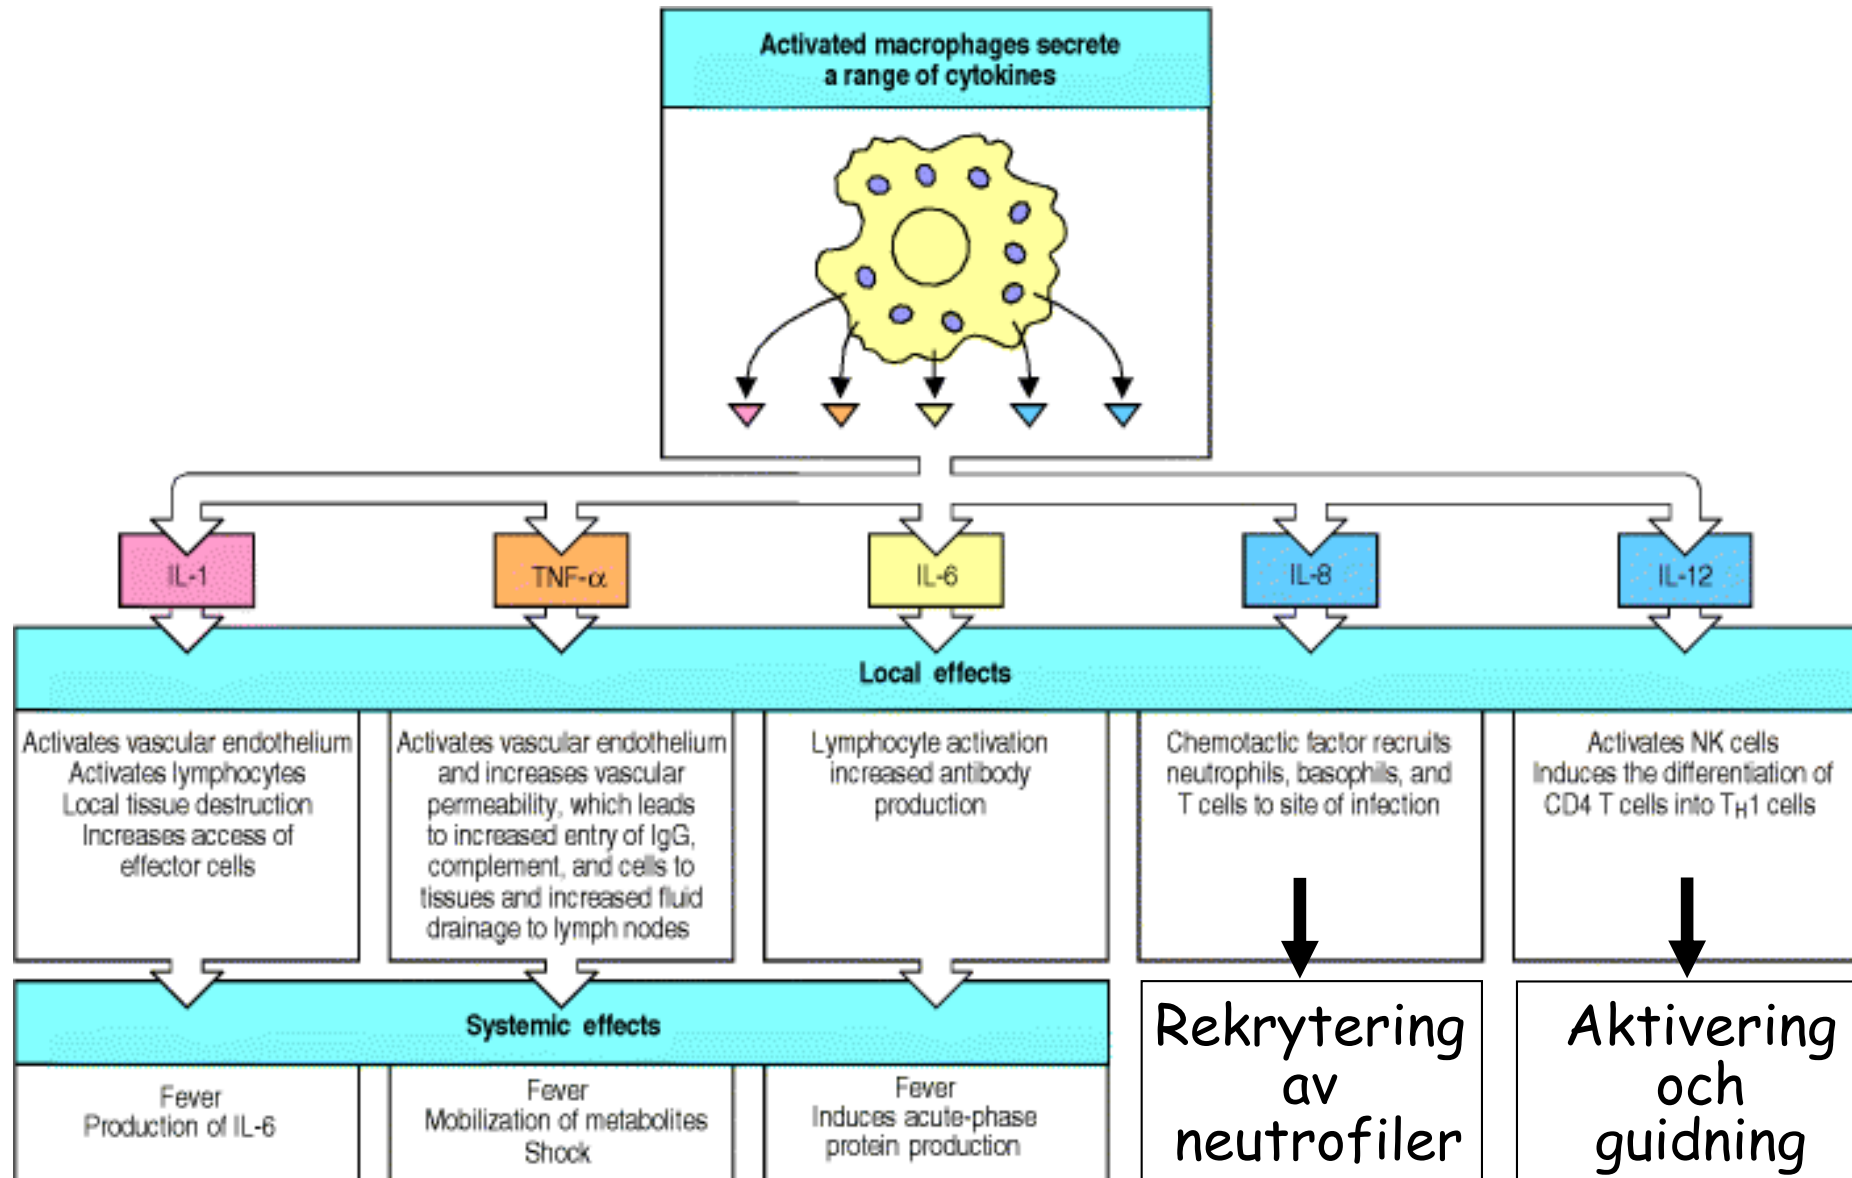 Activated macrophages secrete
a range of cytokines
IL-1
TNF-α
IL-6
IL-8
IL-12
Local effects
Activates vascular endothelium
Activates lymphocytes
Local tissue destruction
Increases access of
effector cells
Activates vascular endothelium
and increases vascular
permeability, which leads
to increased entry of IgG,
complement, and cells to
tissues and increased fluid
drainage to lymph nodes
Lymphocyte activation
increased antibody
production
Chemotactic factor recruits
neutrophils, basophils, and
T cells to site of infection
Activates NK cells
Induces the differentiation of
CD4 T cells into TH1 cells
Systemic effects
Fever
Production of IL-6
Fever
Mobilization of metabolites
Shock
Fever
Induces acute-phase
protein production
Rekrytering
av
neutrofiler
Aktivering
och
guidning